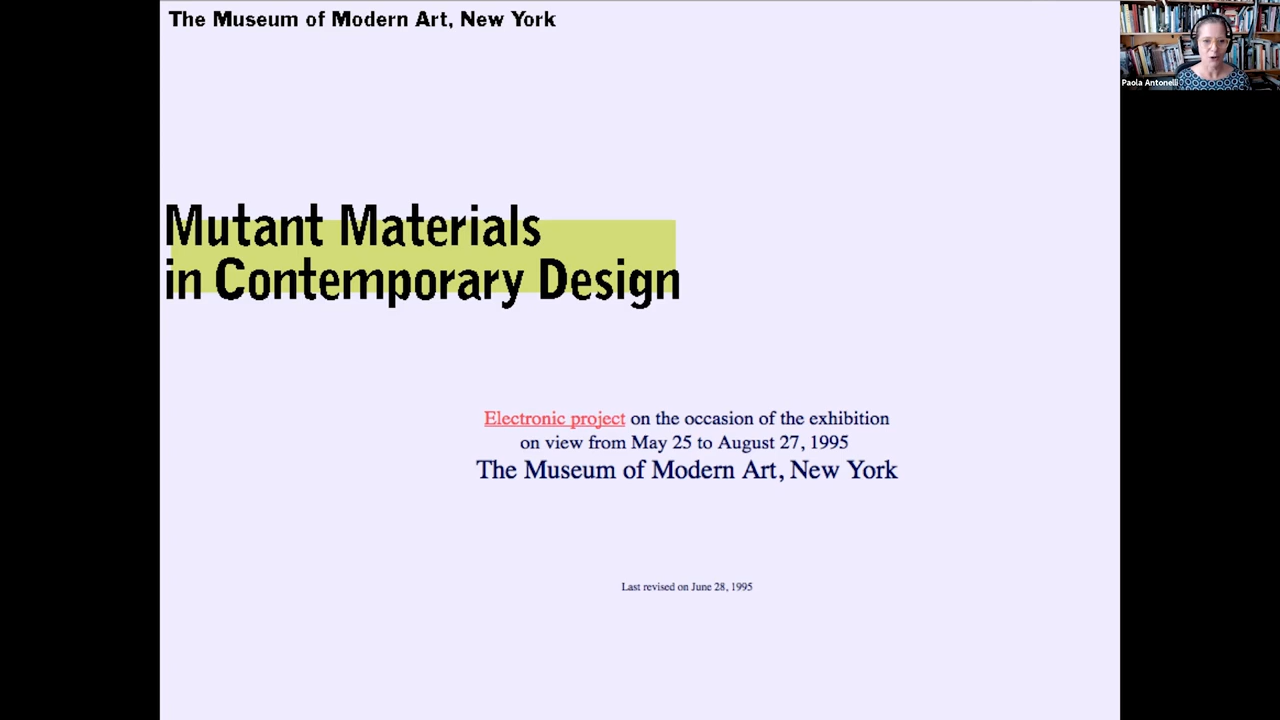 The Museum of Modern Art, New York
Paola Antonelli
Mutant Materials
in Contemporary Design
Electronic project on the occasion of the exhibition
on view from May 25 to August 27, 1995
The Museum of Modern Art, New York
Last revised on June 28, 1995